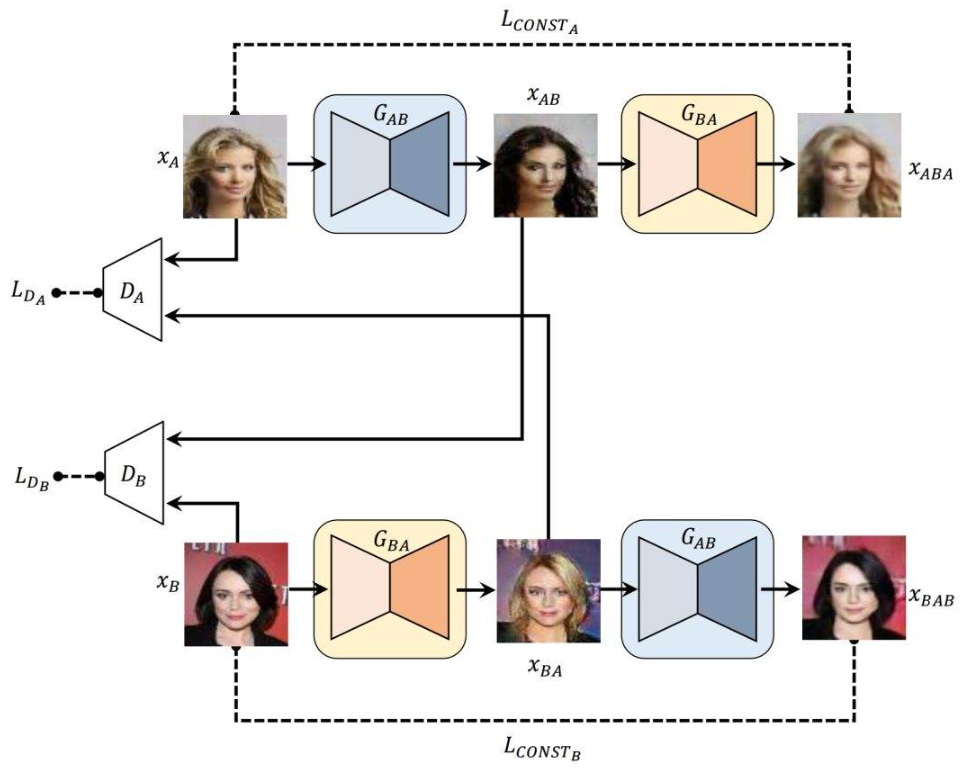 L_{CONST_A}
x_A
G_{AB}
x_{AB}
G_{BA}
x_{ABA}
L_{D_A}
D_A
L_{D_B}
D_B
x_B
G_{BA}
x_{BA}
G_{AB}
x_{BAB}
L_{CONST_B}